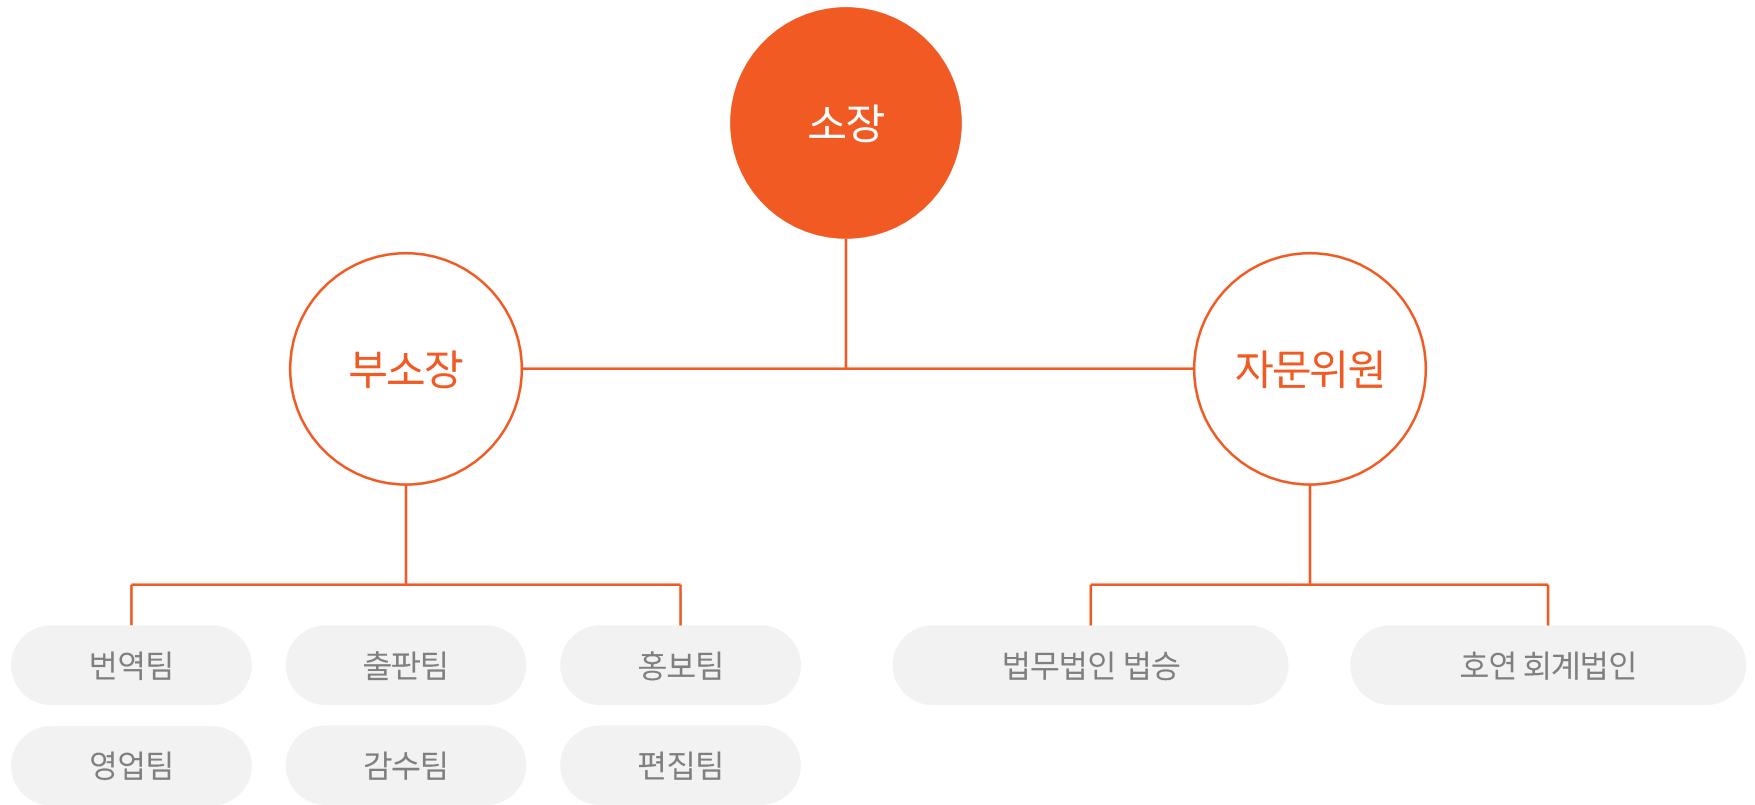 소장
부소장
자문위원
번역팀
출판팀
홍보팀
법무법인 법승
호연 회계법인
영업팀
감수팀
편집팀